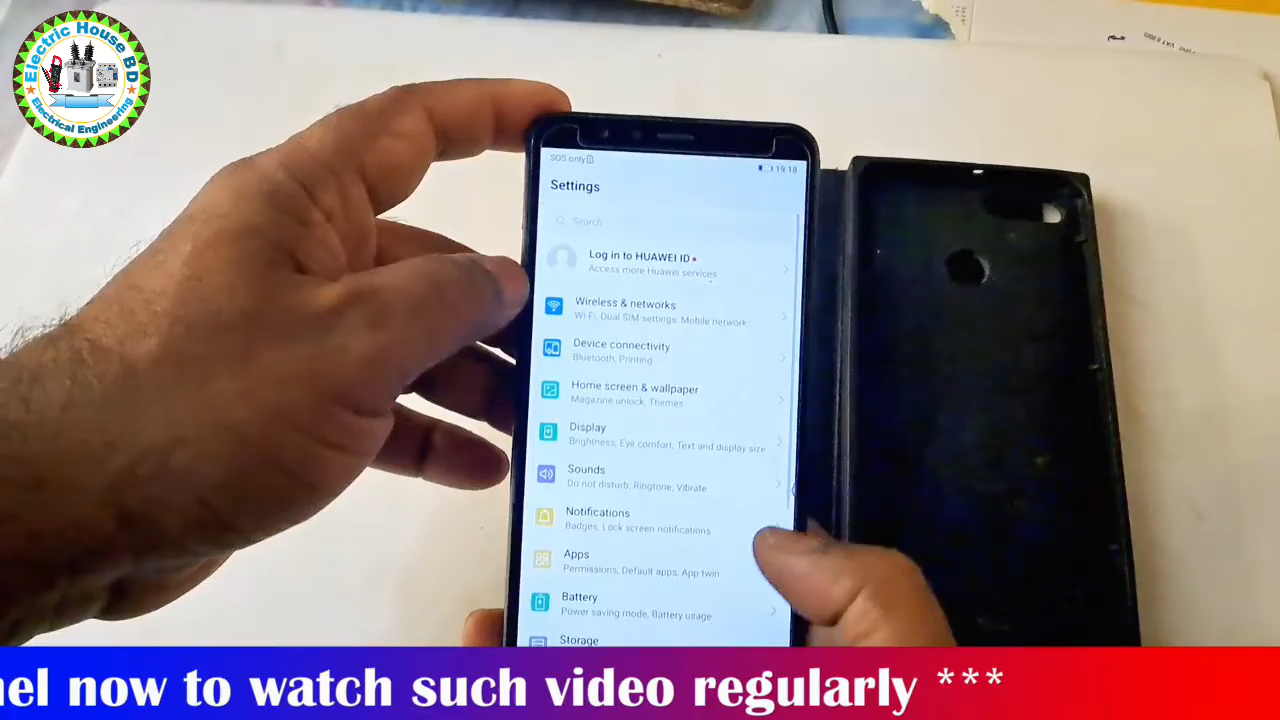 Electric House BD
Electrical Engineering
SOS only
19:18
Settings
Search
Log in to HUAWEI ID
Access more Huawei services
Wireless & networks
Wi-Fi, Dual SIM settings, Mobile network
Device connectivity
Bluetooth, Printing
Home screen & wallpaper
Magazine unlock, Themes
Display
Brightness, Eye comfort, Text and display size
Sounds
Do not disturb, Ringtone, Vibrate
Notifications
Badges, Lock screen notifications
Apps
Permissions, Default apps, App twin
Battery
Power saving mode, Battery usage
Storage
nel now to watch such video regularly ***